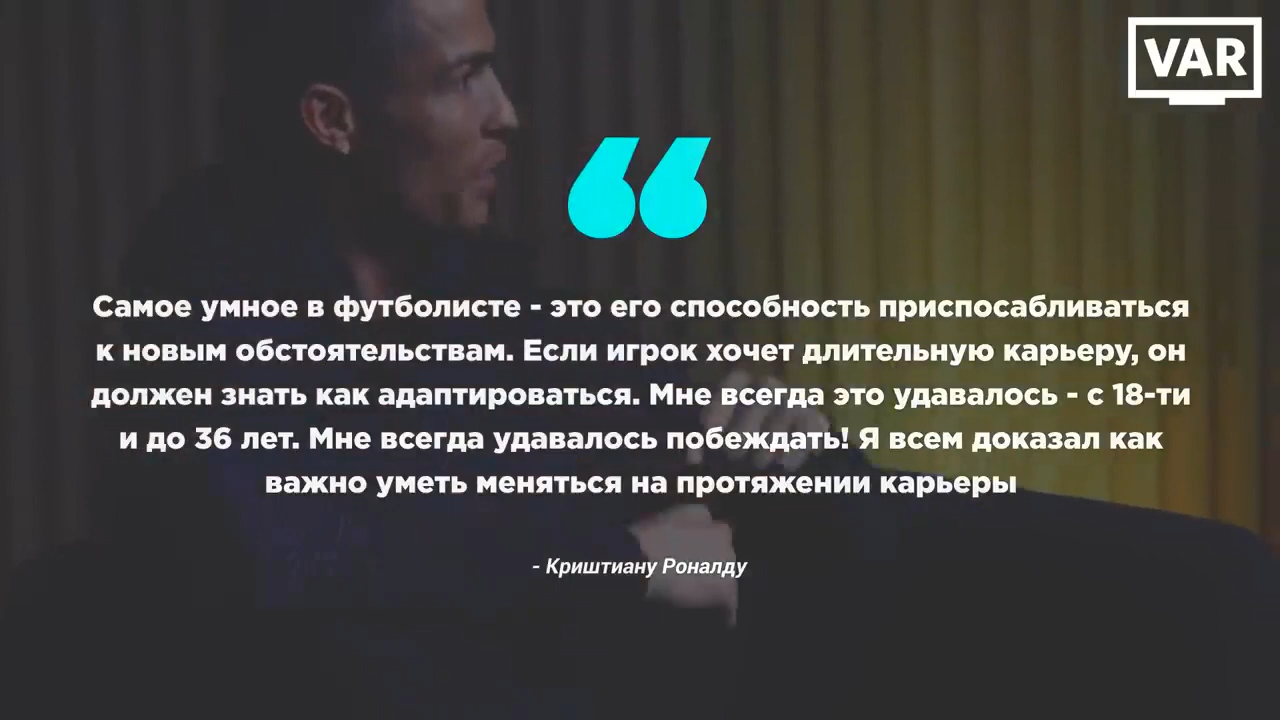 VAR
“
Самое умное в футболисте - это его способность приспосабливаться
к новым обстоятельствам. Если игрок хочет длительную карьеру, он
должен знать как адаптироваться. Мне всегда это удавалось - с 18-ти
и до 36 лет. Мне всегда удавалось побеждать! Я всем доказал как
важно уметь меняться на протяжении карьеры
- Криштиану Роналду